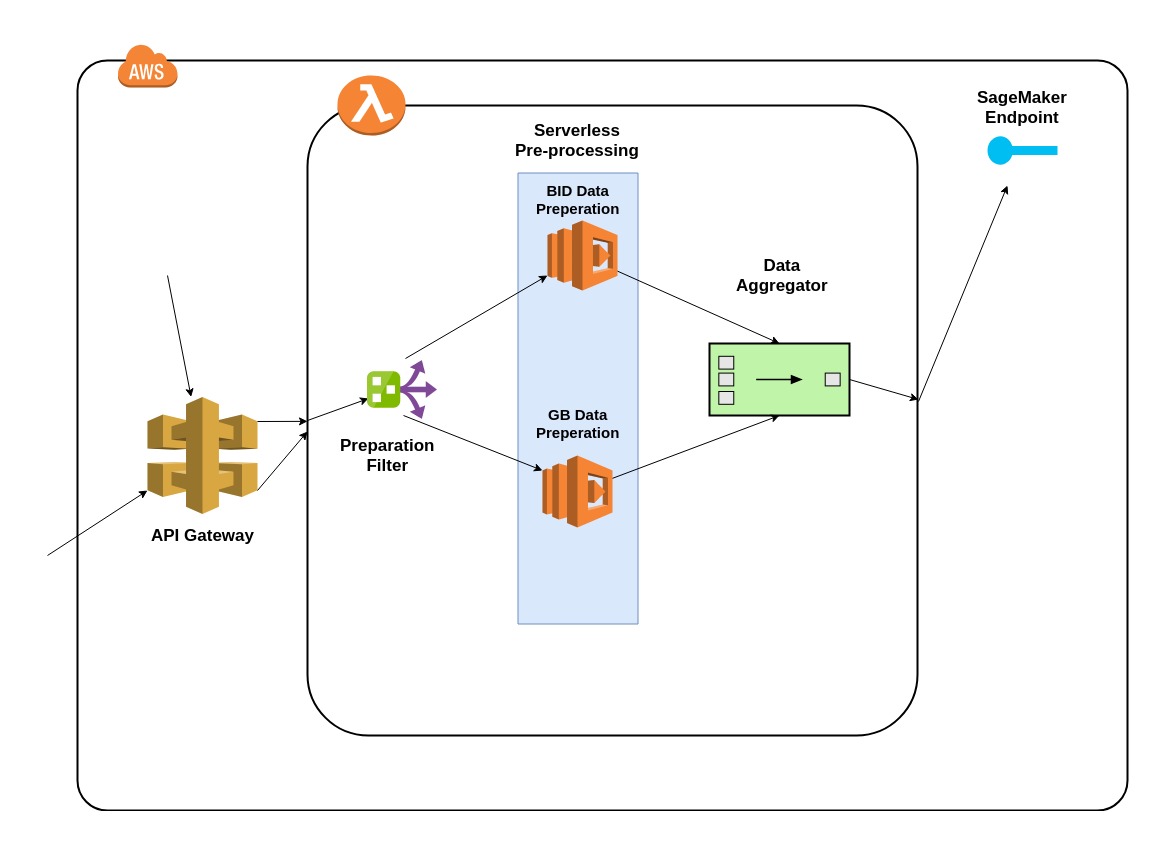 AWS
λ
SageMaker
Endpoint
Serverless
Pre-processing
BID Data
Preperation
Data
Aggregator
GB Data
Preperation
Preparation
Filter
API Gateway